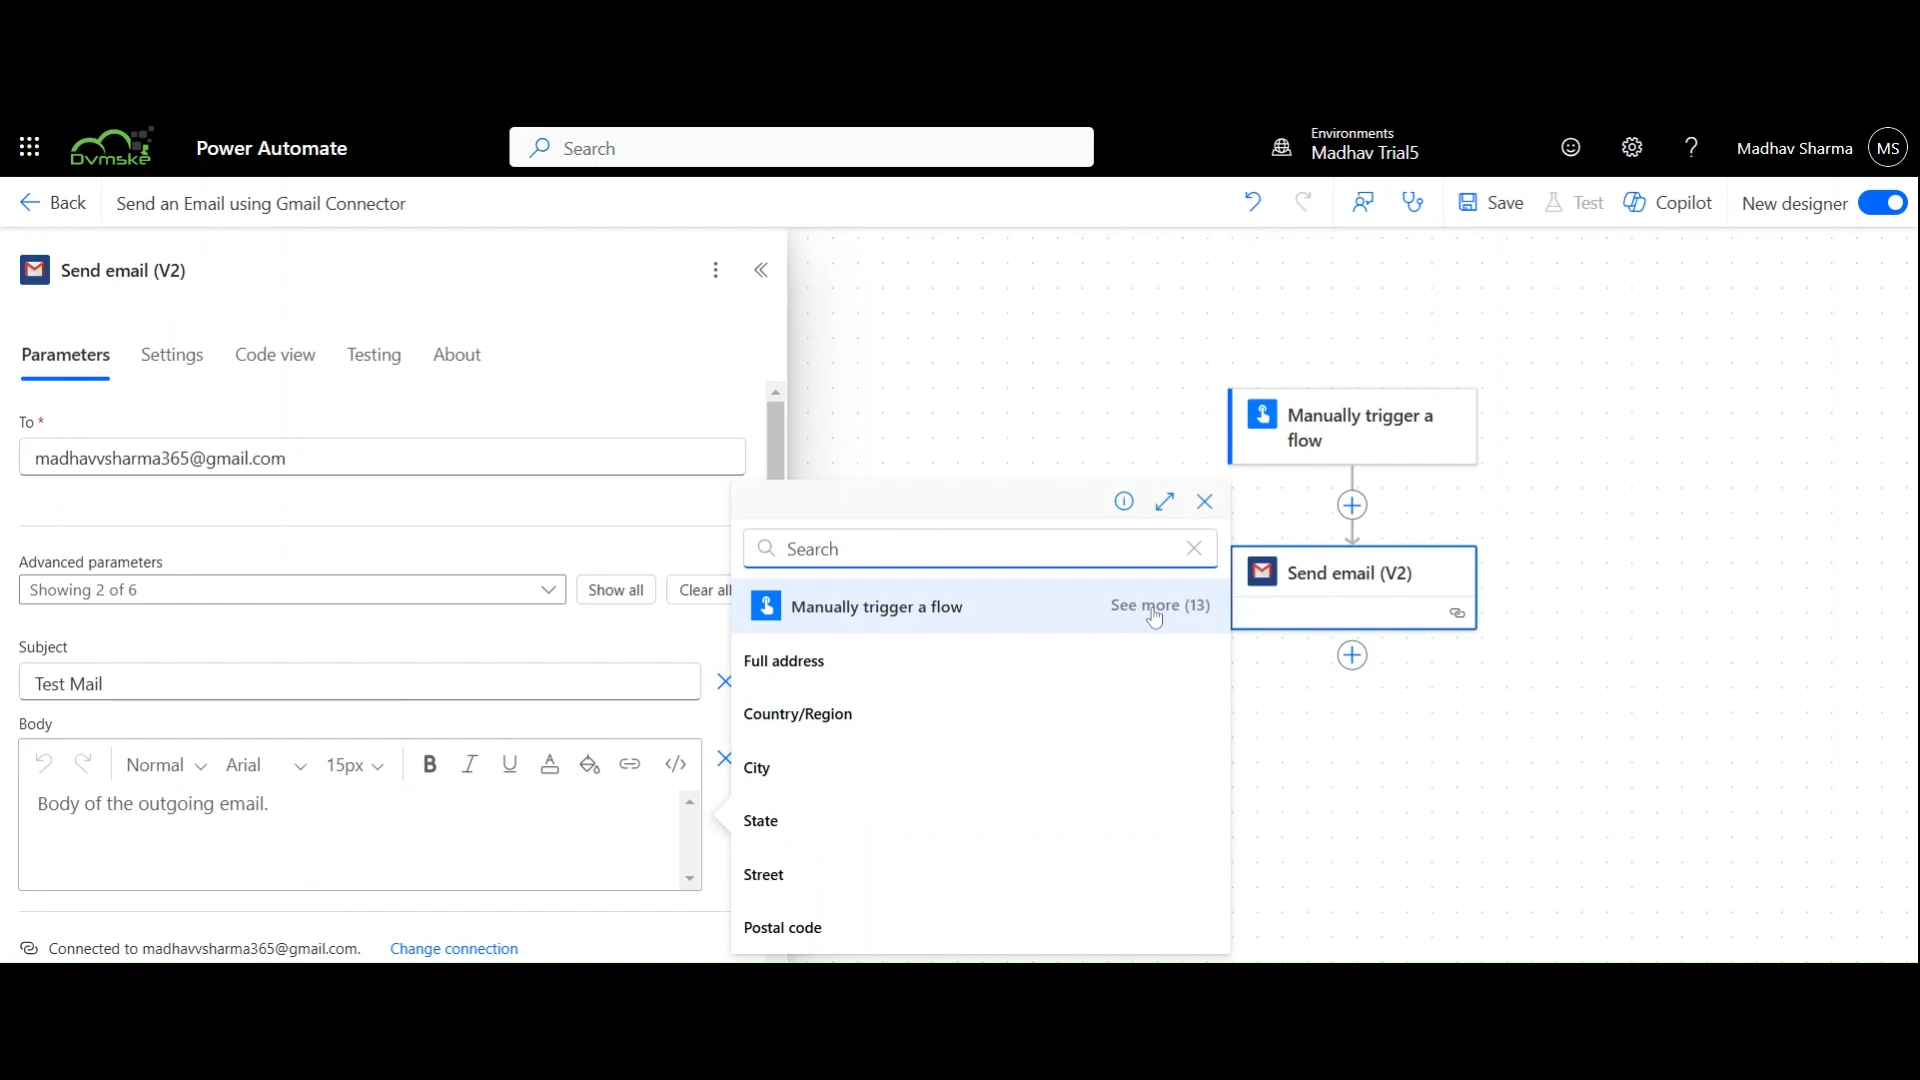 Dvmske
Power Automate
Search
Environments
Madhav Trial5
?
Madhav Sharma
MS
Back
Send an Email using Gmail Connector
Save
Test
Copilot
New designer
Send email (V2)
Parameters
Settings
Code view
Testing
About
To *
madhavvsharma365@gmail.com
Advanced parameters
Showing 2 of 6
Show all
Clear all
Subject
Test Mail
Body
Normal
Arial
15px
B
I
U
A
</>
Body of the outgoing email.
Connected to madhavvsharma365@gmail.com.
Change connection
Search
Manually trigger a flow
See more (13)
Full address
Country/Region
City
State
Street
Postal code
Manually trigger a
flow
Send email (V2)